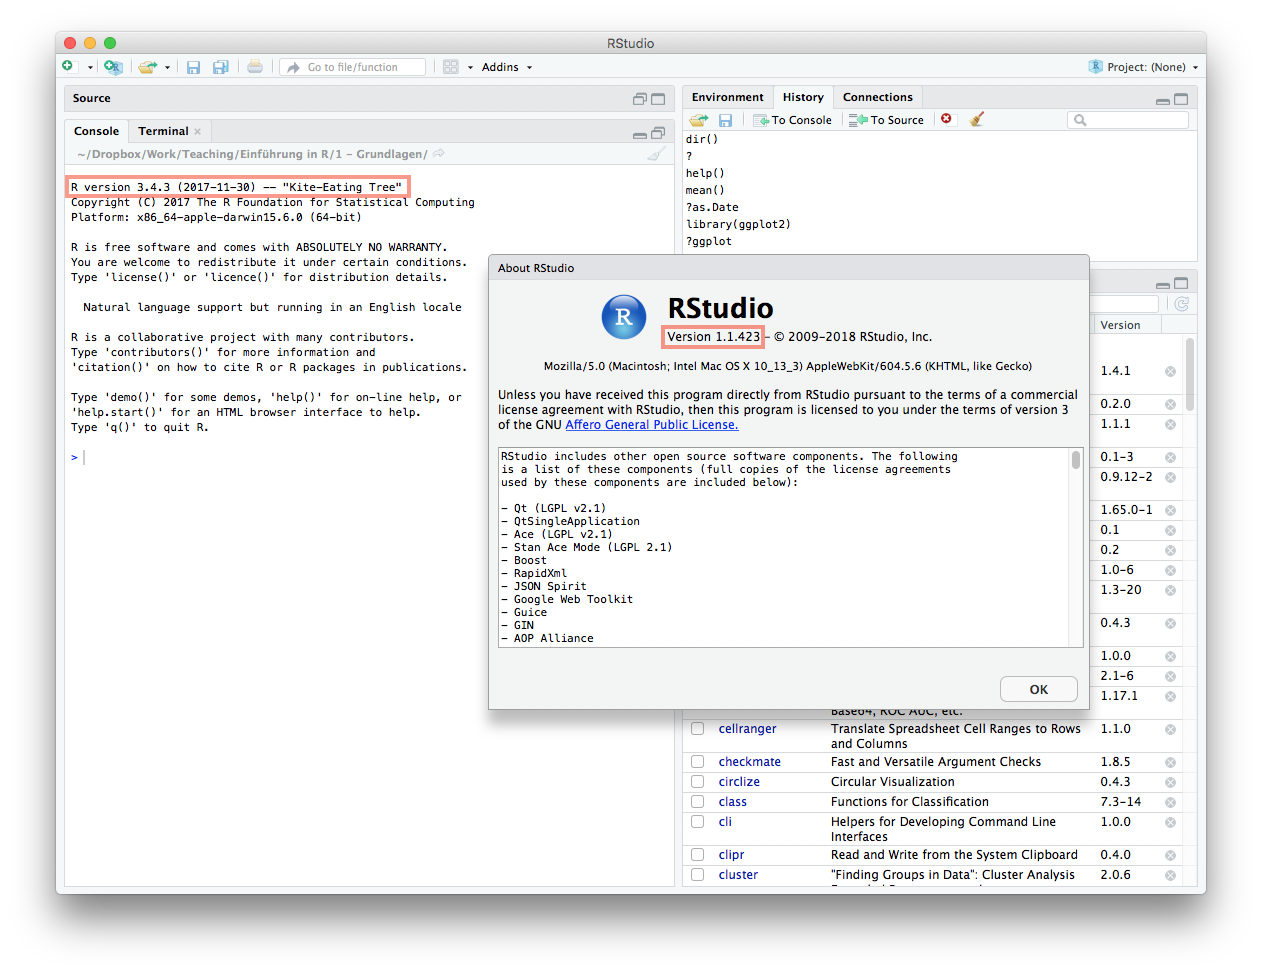 RStudio
Go to file/function
Addins
Project: (None)
Source
Console
Terminal
~/Dropbox/Work/Teaching/Einführung in R/1 - Grundlagen/
R version 3.4.3 (2017-11-30) -- "Kite-Eating Tree"
Copyright (C) 2017 The R Foundation for Statistical Computing
Platform: x86_64-apple-darwin15.6.0 (64-bit)
R is free software and comes with ABSOLUTELY NO WARRANTY.
You are welcome to redistribute it under certain conditions.
Type 'license()' or 'licence()' for distribution details.
Natural language support but running in an English locale
R is a collaborative project with many contributors.
Type 'contributors()' for more information and
'citation()' on how to cite R or R packages in publications.
Type 'demo()' for some demos, 'help()' for on-line help, or
'help.start()' for an HTML browser interface to help.
Type 'q()' to quit R.
>
Environment
History
Connections
To Console
To Source
dir()
?
help()
mean()
?as.Date
library(ggplot2)
?ggplot
About RStudio
R
RStudio
Version 1.1.423 - © 2009-2018 RStudio, Inc.
Mozilla/5.0 (Macintosh; Intel Mac OS X 10_13_3) AppleWebKit/604.5.6 (KHTML, like Gecko)
Unless you have received this program directly from RStudio pursuant to the terms of a commercial
license agreement with RStudio, then this program is licensed to you under the terms of version 3
of the GNU Affero General Public License.
RStudio includes other open source software components. The following
is a list of these components (full copies of the license agreements
used by these components are included below):
- Qt (LGPL v2.1)
- QtSingleApplication
- Ace (LGPL v2.1)
- Stan Ace Mode (LGPL 2.1)
- Boost
- RapidXml
- JSON Spirit
- Google Web Toolkit
- Guice
- GIN
- AOP Alliance
OK
Version
1.4.1
0.2.0
1.1.1
0.1-3
0.9.12-2
1.65.0-1
0.1
0.2
1.0-6
1.3-20
0.4.3
1.0.0
2.1-6
1.17.1
Base64, ROC AUC, etc.
cellranger Translate Spreadsheet Cell Ranges to Rows 1.1.0
and Columns
checkmate Fast and Versatile Argument Checks 1.8.5
circlize Circular Visualization 0.4.3
class Functions for Classification 7.3-14
cli Helpers for Developing Command Line 1.0.0
Interfaces
clipr Read and Write from the System Clipboard 0.4.0
cluster "Finding Groups in Data": Cluster Analysis 2.0.6